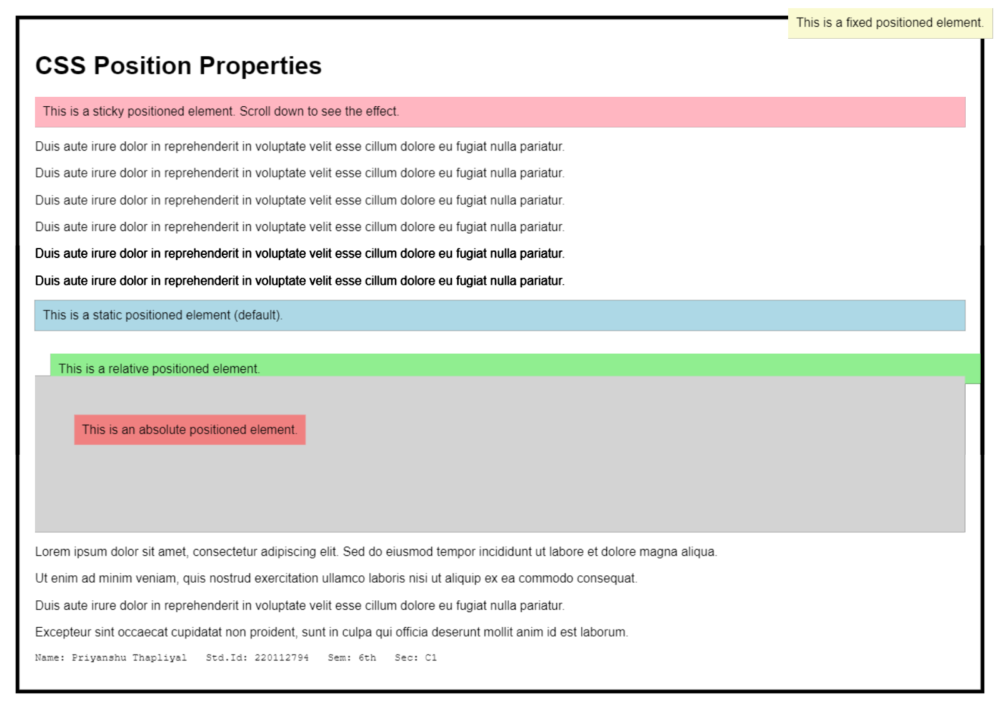 This is a fixed positioned element.
CSS Position Properties
This is a sticky positioned element. Scroll down to see the effect.
Duis aute irure dolor in reprehenderit in voluptate velit esse cillum dolore eu fugiat nulla pariatur.
Duis aute irure dolor in reprehenderit in voluptate velit esse cillum dolore eu fugiat nulla pariatur.
Duis aute irure dolor in reprehenderit in voluptate velit esse cillum dolore eu fugiat nulla pariatur.
Duis aute irure dolor in reprehenderit in voluptate velit esse cillum dolore eu fugiat nulla pariatur.
Duis aute irure dolor in reprehenderit in voluptate velit esse cillum dolore eu fugiat nulla pariatur.
Duis aute irure dolor in reprehenderit in voluptate velit esse cillum dolore eu fugiat nulla pariatur.
This is a static positioned element (default).
This is a relative positioned element.
This is an absolute positioned element.
Lorem ipsum dolor sit amet, consectetur adipiscing elit. Sed do eiusmod tempor incididunt ut labore et dolore magna aliqua.
Ut enim ad minim veniam, quis nostrud exercitation ullamco laboris nisi ut aliquip ex ea commodo consequat.
Duis aute irure dolor in reprehenderit in voluptate velit esse cillum dolore eu fugiat nulla pariatur.
Excepteur sint occaecat cupidatat non proident, sunt in culpa qui officia deserunt mollit anim id est laborum.
Name: Priyanshu Thapliyal   Std.Id: 220112794   Sem: 6th   Sec: C1